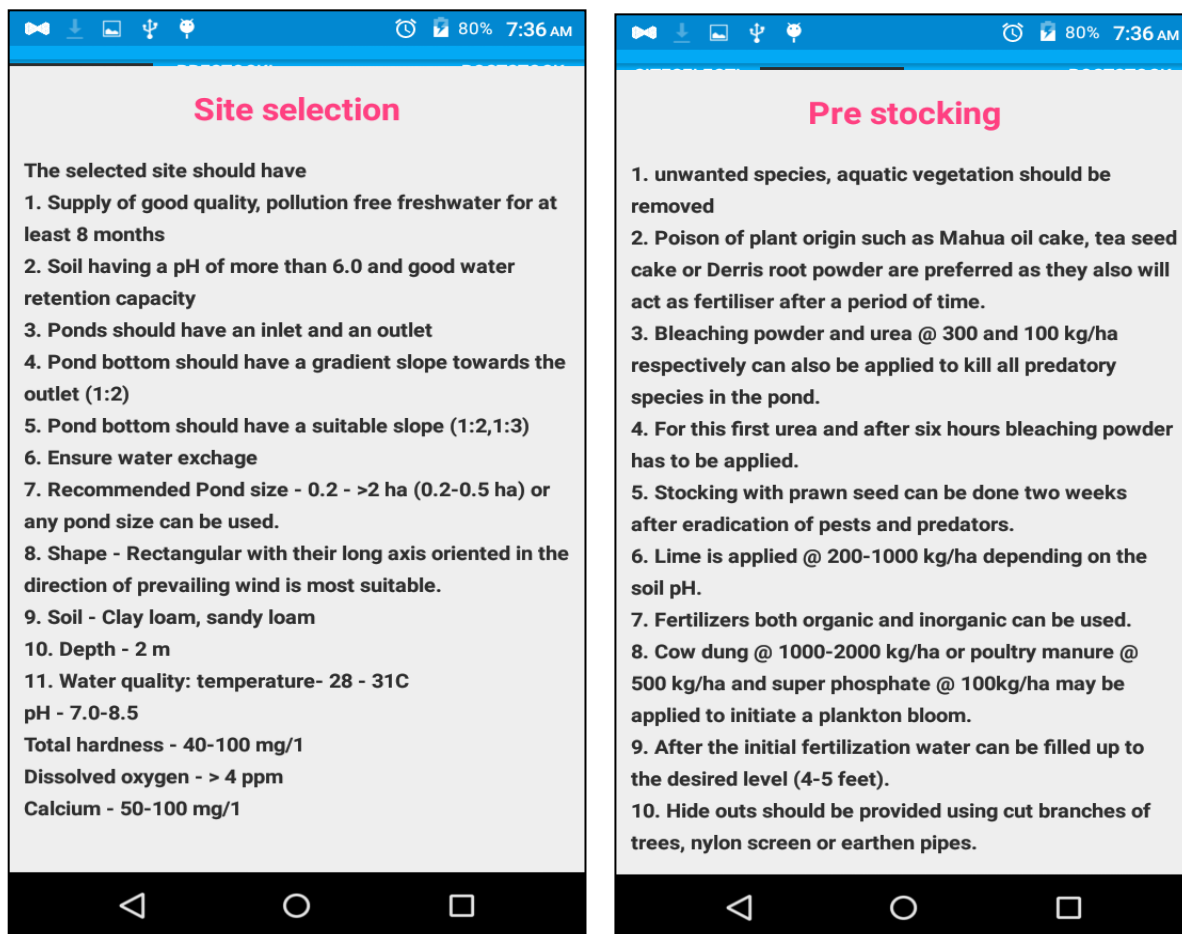 80% 7:36 AM
Site selection
The selected site should have
1. Supply of good quality, pollution free freshwater for at
least 8 months
2. Soil having a pH of more than 6.0 and good water
retention capacity
3. Ponds should have an inlet and an outlet
4. Pond bottom should have a gradient slope towards the
outlet (1:2)
5. Pond bottom should have a suitable slope (1:2,1:3)
6. Ensure water exchage
7. Recommended Pond size - 0.2 - >2 ha (0.2-0.5 ha) or
any pond size can be used.
8. Shape - Rectangular with their long axis oriented in the
direction of prevailing wind is most suitable.
9. Soil - Clay loam, sandy loam
10. Depth - 2 m
11. Water quality: temperature- 28 - 31C
pH - 7.0-8.5
Total hardness - 40-100 mg/1
Dissolved oxygen - > 4 ppm
Calcium - 50-100 mg/1
80% 7:36 AM
Pre stocking
1. unwanted species, aquatic vegetation should be
removed
2. Poison of plant origin such as Mahua oil cake, tea seed
cake or Derris root powder are preferred as they also will
act as fertiliser after a period of time.
3. Bleaching powder and urea @ 300 and 100 kg/ha
respectively can also be applied to kill all predatory
species in the pond.
4. For this first urea and after six hours bleaching powder
has to be applied.
5. Stocking with prawn seed can be done two weeks
after eradication of pests and predators.
6. Lime is applied @ 200-1000 kg/ha depending on the
soil pH.
7. Fertilizers both organic and inorganic can be used.
8. Cow dung @ 1000-2000 kg/ha or poultry manure @
500 kg/ha and super phosphate @ 100kg/ha may be
applied to initiate a plankton bloom.
9. After the initial fertilization water can be filled up to
the desired level (4-5 feet).
10. Hide outs should be provided using cut branches of
trees, nylon screen or earthen pipes.